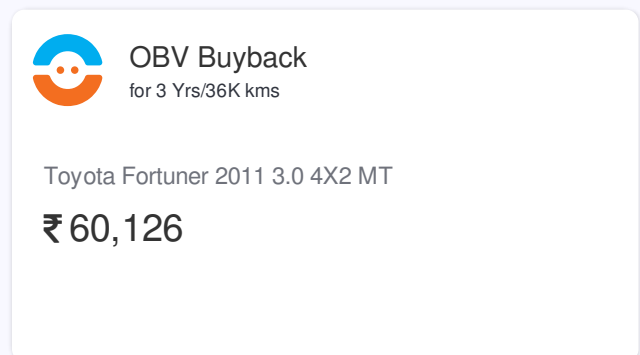 OBV Buyback
for 3 Yrs/36K kms
Toyota Fortuner 2011 3.0 4X2 MT
₹ 60,126